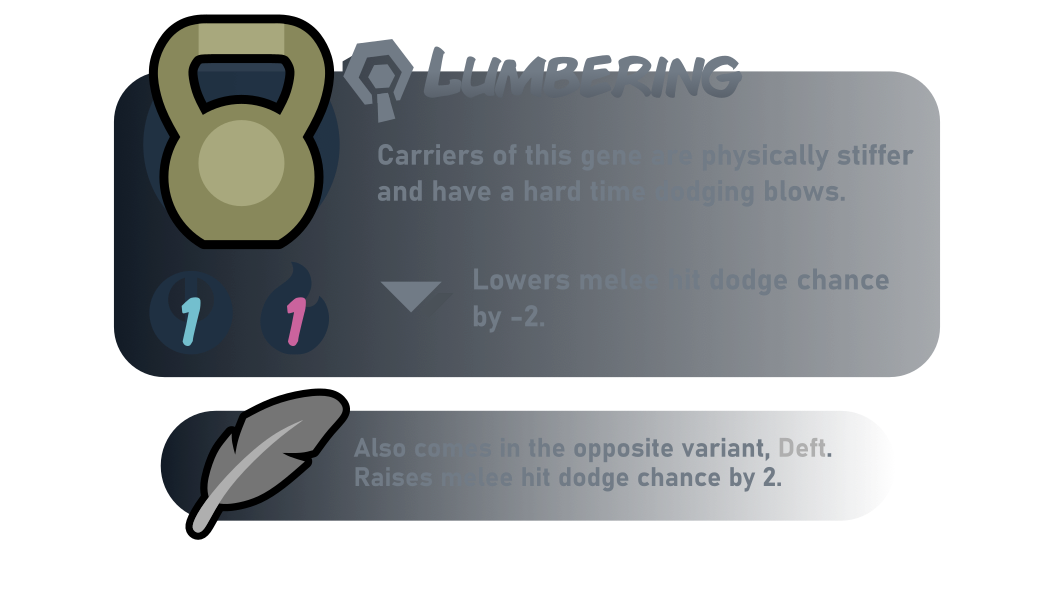 LUMBERING
Carriers of this gene are physically stiffer
and have a hard time dodging blows.
Lowers melee hit dodge chance
by -2.
1 1
Also comes in the opposite variant, Deft.
Raises melee hit dodge chance by 2.